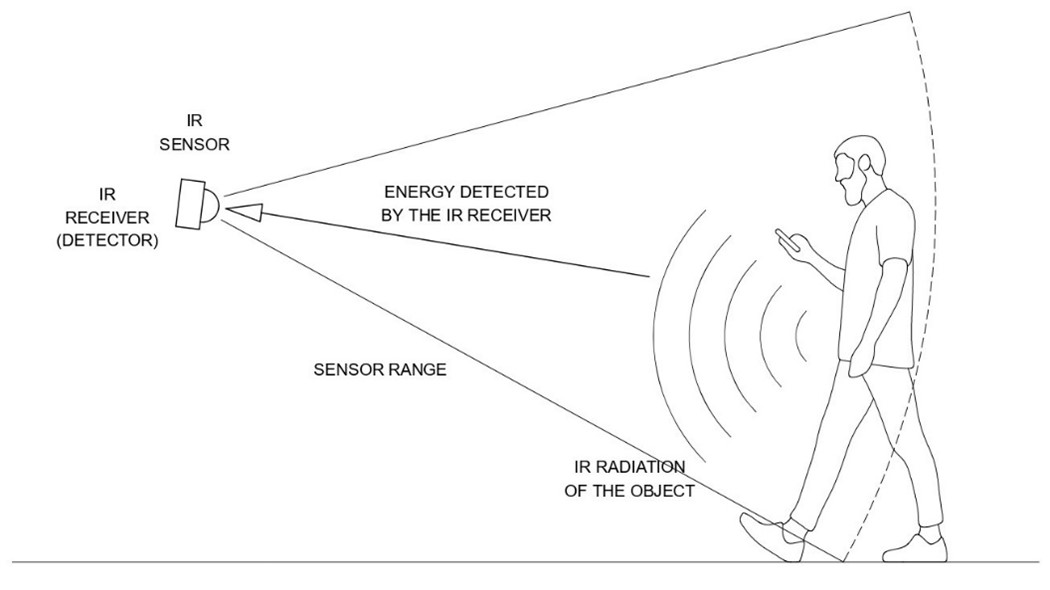 IR
SENSOR
IR
RECEIVER
(DETECTOR)
ENERGY DETECTED
BY THE IR RECEIVER
SENSOR RANGE
IR RADIATION
OF THE OBJECT